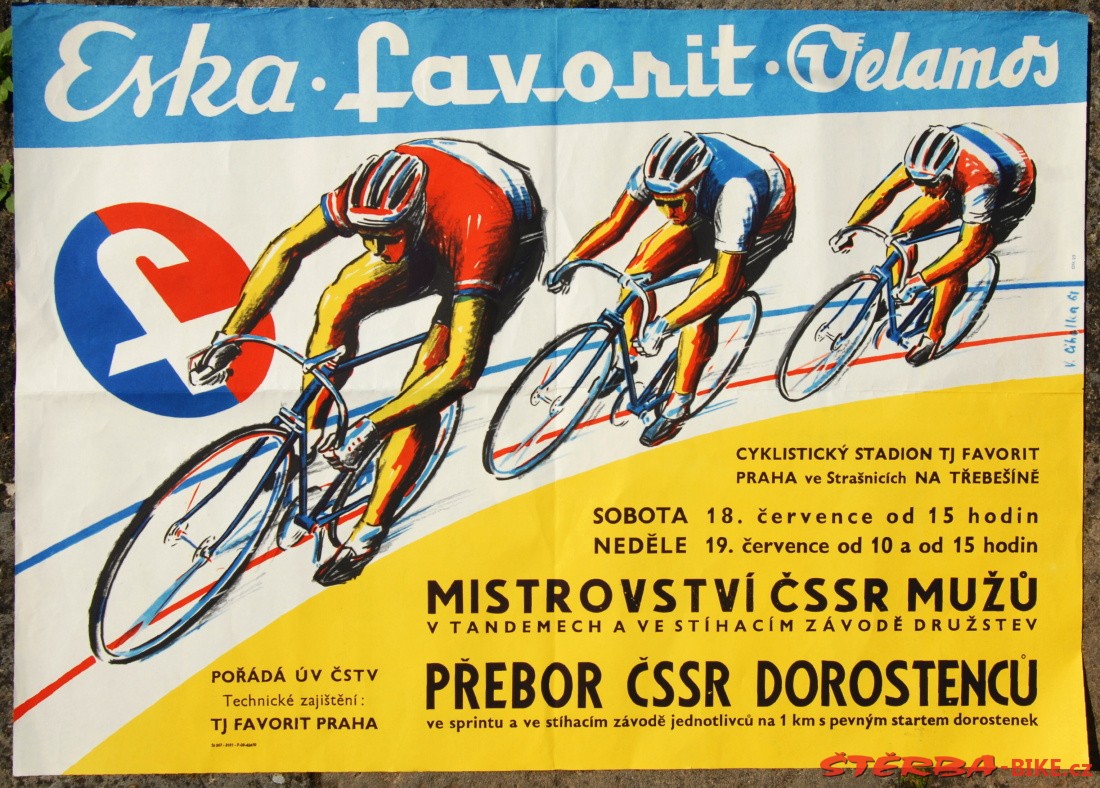 Eska · favorit · Velamos
V. Cihelka 61
CYKLISTICKÝ STADION TJ FAVORIT
PRAHA ve Strašnicích NA TŘEBEŠÍNĚ
SOBOTA 18. července od 15 hodin
NEDĚLE 19. července od 10 a od 15 hodin
MISTROVSTVÍ ČSSR MUŽŮ
V TANDEMECH A VE STÍHACÍM ZÁVODĚ DRUŽSTEV
POŘÁDÁ ÚV ČSTV
Technické zajištění:
TJ FAVORIT PRAHA
PŘEBOR ČSSR DOROSTENCŮ
ve sprintu a ve stíhacím závodě jednotlivců na 1 km s pevným startem dorostenek
ŠTĚRBA-BIKE.cz